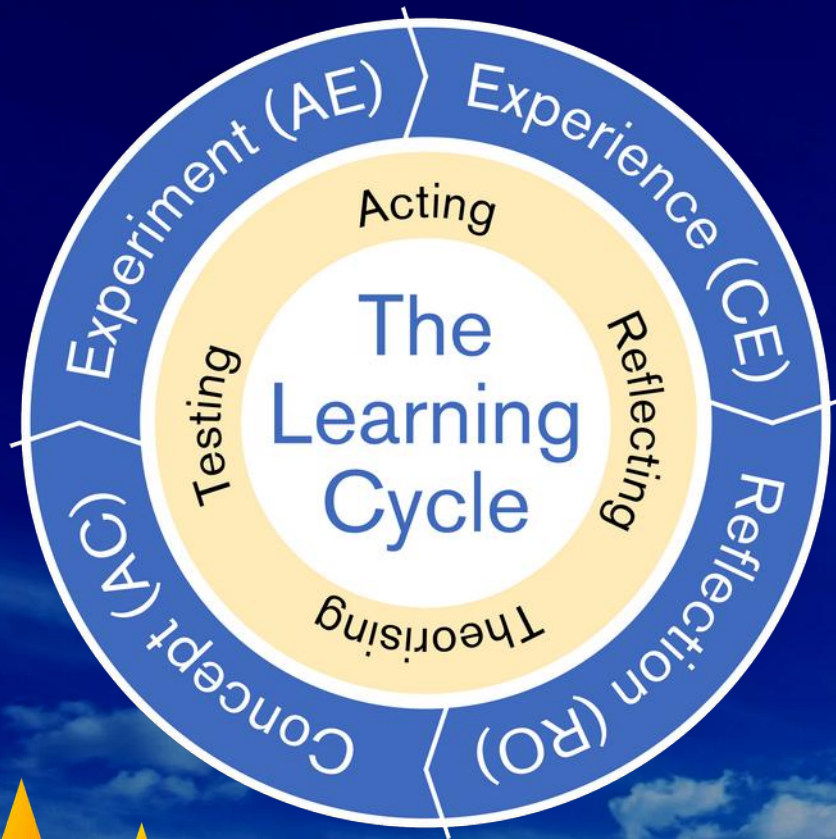 Experiment (AE)
Experience (CE)
Reflection (RO)
Concept (AC)
Acting
Reflecting
Theorising
Testing
The
Learning
Cycle